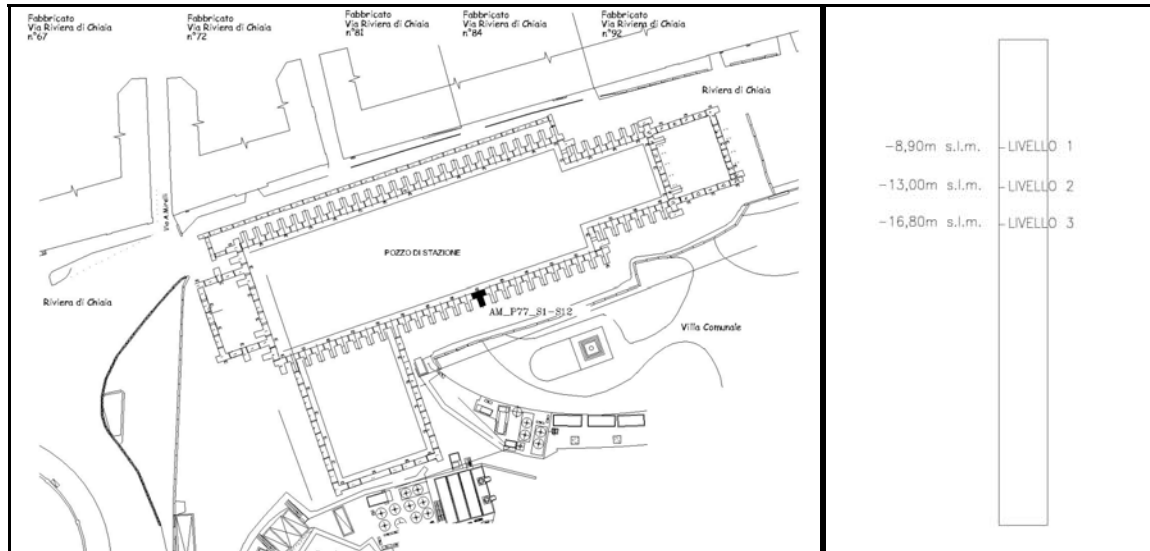 Fabbricato
Via Riviera di Chiaia
n°67
Fabbricato
Via Riviera di Chiaia
n°72
Fabbricato
Via Riviera di Chiaia
n°81
Fabbricato
Via Riviera di Chiaia
n°84
Fabbricato
Via Riviera di Chiaia
n°92
Riviera di Chiaia
Via A.Mirelli
POZZO DI STAZIONE
Riviera di Chiaia
AM_P77_S1-S12
Villa Comunale
-8,90m s.l.m. LIVELLO 1
-13,00m s.l.m. LIVELLO 2
-16,80m s.l.m. LIVELLO 3